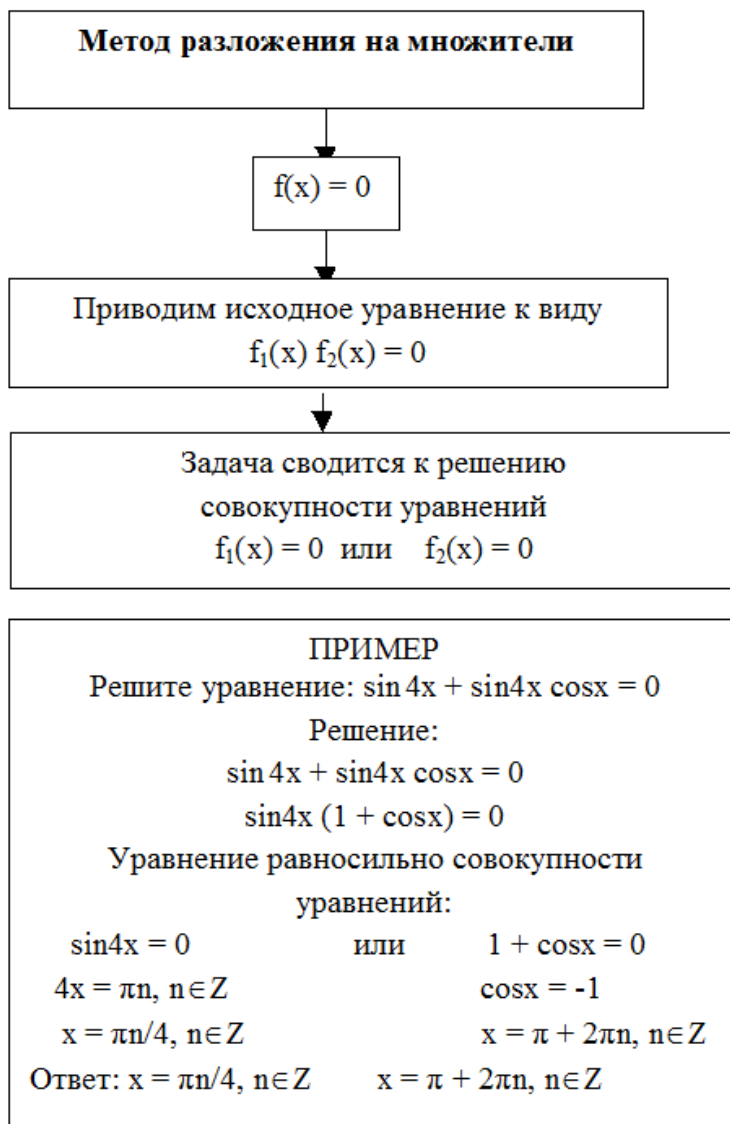 Метод разложения на множители
f(x) = 0
Приводим исходное уравнение к виду
f₁(x) f₂(x) = 0
Задача сводится к решению
совокупности уравнений
f₁(x) = 0 или f₂(x) = 0
ПРИМЕР
Решите уравнение: sin 4x + sin4x cosx = 0
Решение:
sin 4x + sin4x cosx = 0
sin4x (1 + cosx) = 0
Уравнение равносильно совокупности
уравнений:
sin4x = 0 или 1 + cosx = 0
4x = πn, n∈Z cosx = -1
x = πn/4, n∈Z x = π + 2πn, n∈Z
Ответ: x = πn/4, n∈Z x = π + 2πn, n∈Z